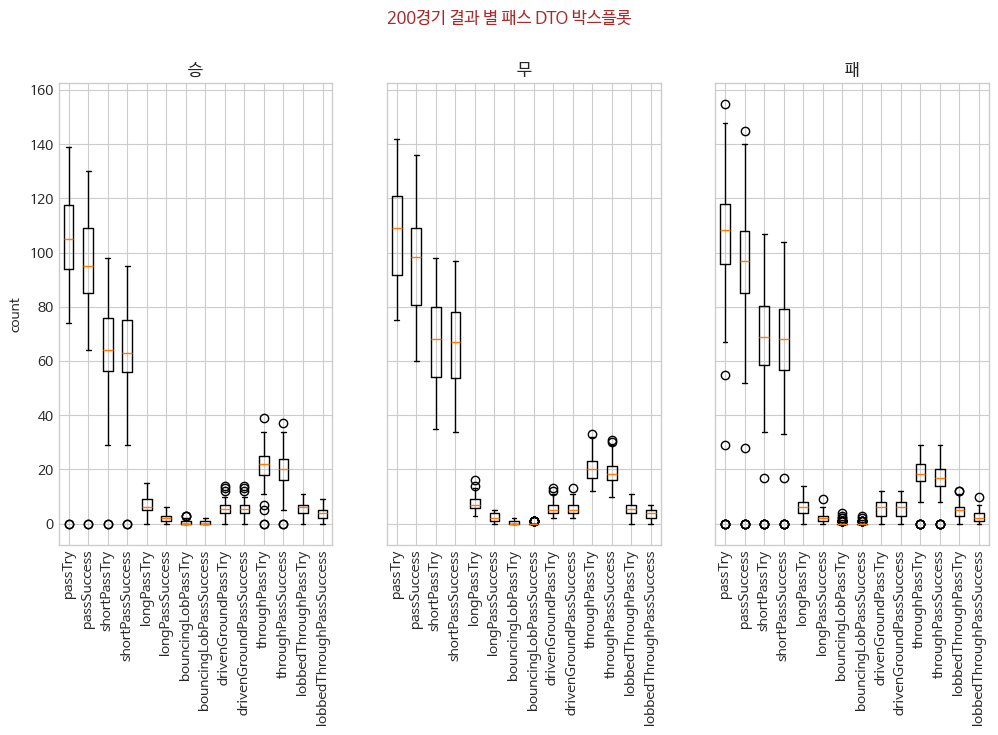 200경기 결과 별 패스 DTO 박스플롯
승
무
패
count
160
140
120
100
80
60
40
20
0
passTry
passSuccess
shortPassTry
shortPassSuccess
longPassTry
longPassSuccess
bouncingLobPassTry
bouncingLobPassSuccess
drivenGroundPassTry
drivenGroundPassSuccess
throughPassTry
throughPassSuccess
lobbedThroughPassTry
lobbedThroughPassSuccess
passTry
passSuccess
shortPassTry
shortPassSuccess
longPassTry
longPassSuccess
bouncingLobPassTry
bouncingLobPassSuccess
drivenGroundPassTry
drivenGroundPassSuccess
throughPassTry
throughPassSuccess
lobbedThroughPassTry
lobbedThroughPassSuccess
passTry
passSuccess
shortPassTry
shortPassSuccess
longPassTry
longPassSuccess
bouncingLobPassTry
bouncingLobPassSuccess
drivenGroundPassTry
drivenGroundPassSuccess
throughPassTry
throughPassSuccess
lobbedThroughPassTry
lobbedThroughPassSuccess